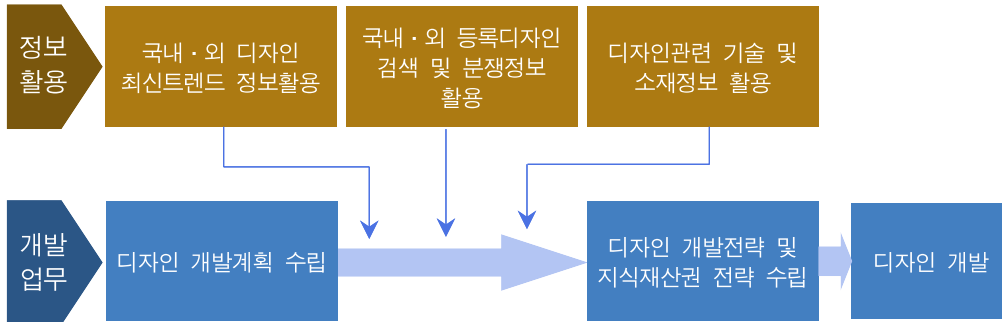 정보
활용
국내·외 디자인
최신트렌드 정보활용
국내·외 등록디자인
검색 및 분쟁정보
활용
디자인관련 기술 및
소재정보 활용
개발
업무
디자인 개발계획 수립
디자인 개발전략 및
지식재산권 전략 수립
디자인 개발